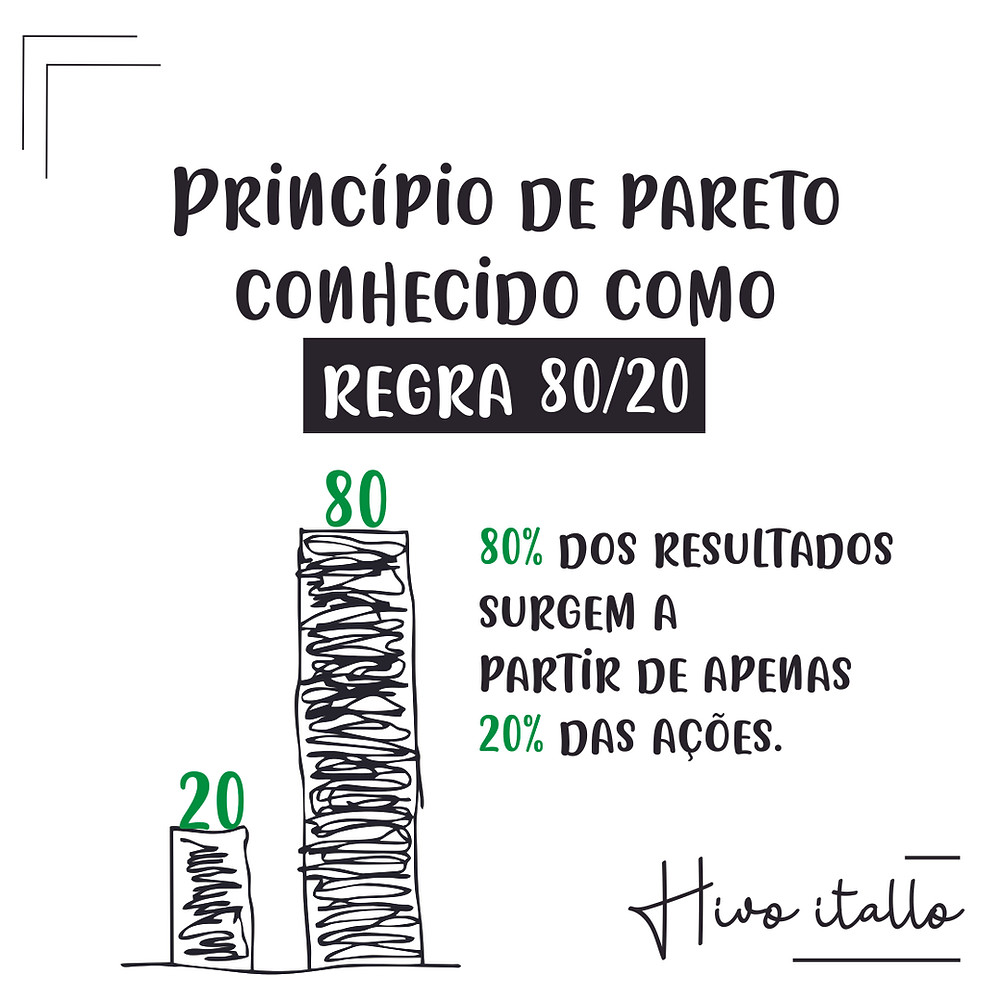 PRINCÍPIO DE PARETO
CONHECIDO COMO
REGRA 80/20
80
80% DOS RESULTADOS
SURGEM A
PARTIR DE APENAS
20% DAS AÇÕES.
20
Hivo itallo